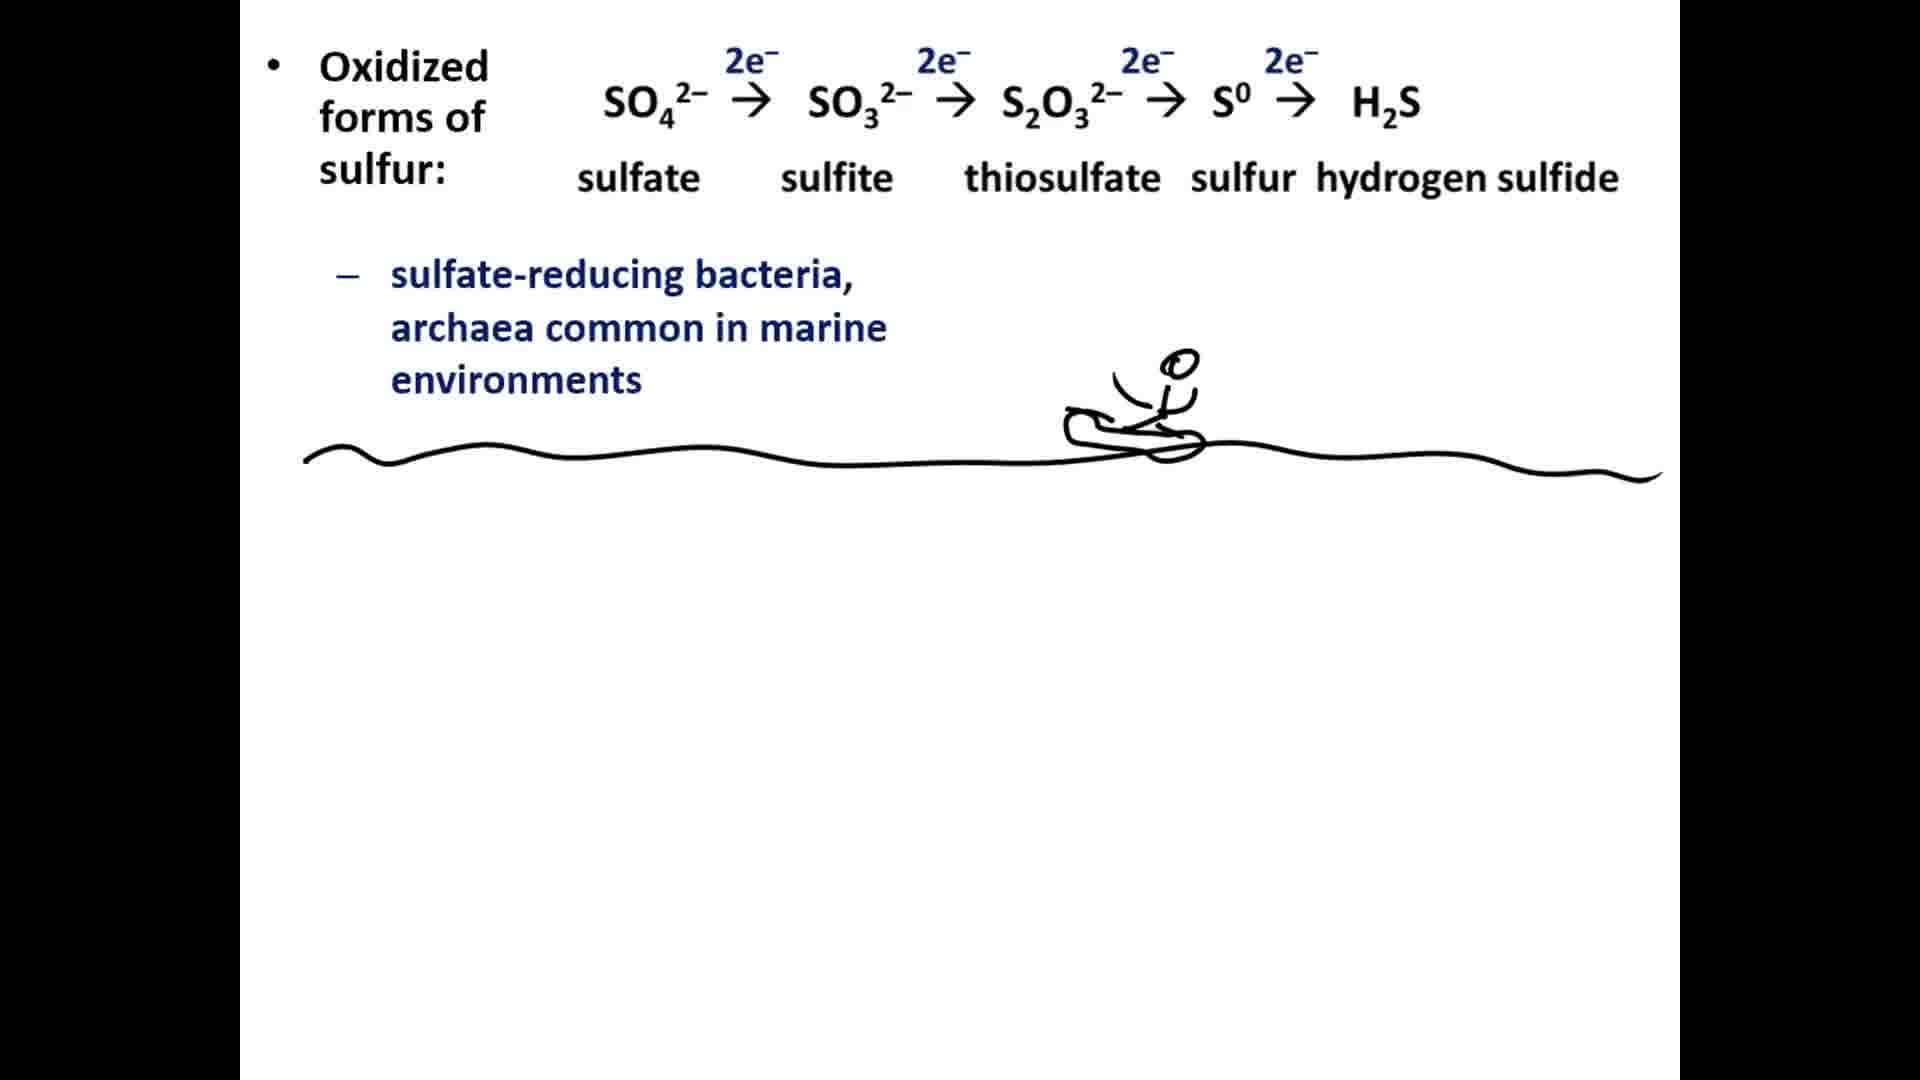 • Oxidized forms of sulfur:
2e⁻ 2e⁻ 2e⁻ 2e⁻
SO₄²⁻ → SO₃²⁻ → S₂O₃²⁻ → S⁰ → H₂S
sulfate sulfite thiosulfate sulfur hydrogen sulfide
– sulfate-reducing bacteria,
archaea common in marine
environments